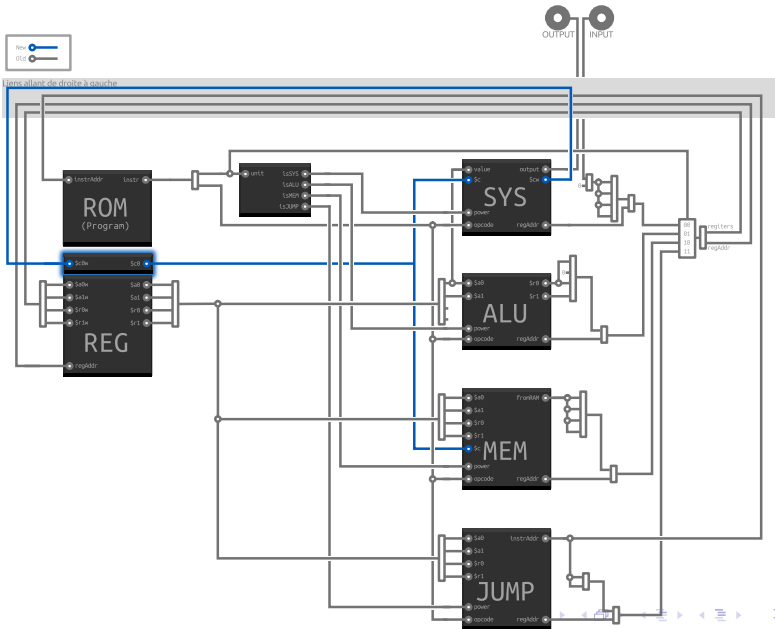 OUTPUT INPUT
New
Old
Liens allant de droite à gauche
instrAddr instr
ROM
(Program)
unit isSYS
isALU
isMEM
isJUMP
value output
$c $cw
SYS
power
opcode regAddr
0
00
01
10
11
regiters
regAddr
$c0w $c0
$a0w $a0
$a1w $a1
$r0w $r0
$r1w $r1
REG
regAddr
$a0 $r0
$a1 $r1
0
ALU
power
opcode regAddr
$a0 fromRAM
$a1
$r0
$r1
$c
MEM
power
opcode regAddr
$a0 instrAddr
$a1
$r0
$r1
JUMP
power
opcode regAddr